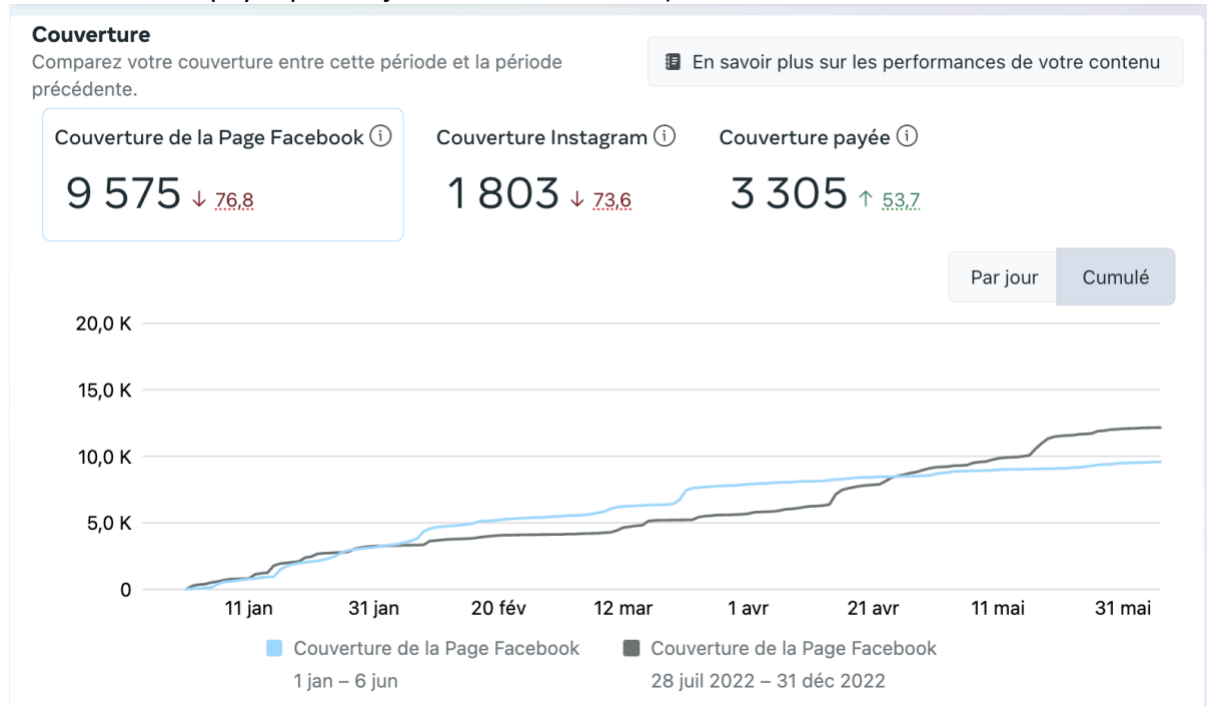 Couverture
Comparez votre couverture entre cette période et la période
précédente.
En savoir plus sur les performances de votre contenu
Couverture de la Page Facebook
9 575 ↓ 76,8
Couverture Instagram
1 803 ↓ 73,6
Couverture payée
3 305 ↑ 53,7
Par jour
Cumulé
20,0 K
15,0 K
10,0 K
5,0 K
0
11 jan
31 jan
20 fév
12 mar
1 avr
21 avr
11 mai
31 mai
Couverture de la Page Facebook
1 jan – 6 jun
Couverture de la Page Facebook
28 juil 2022 – 31 déc 2022